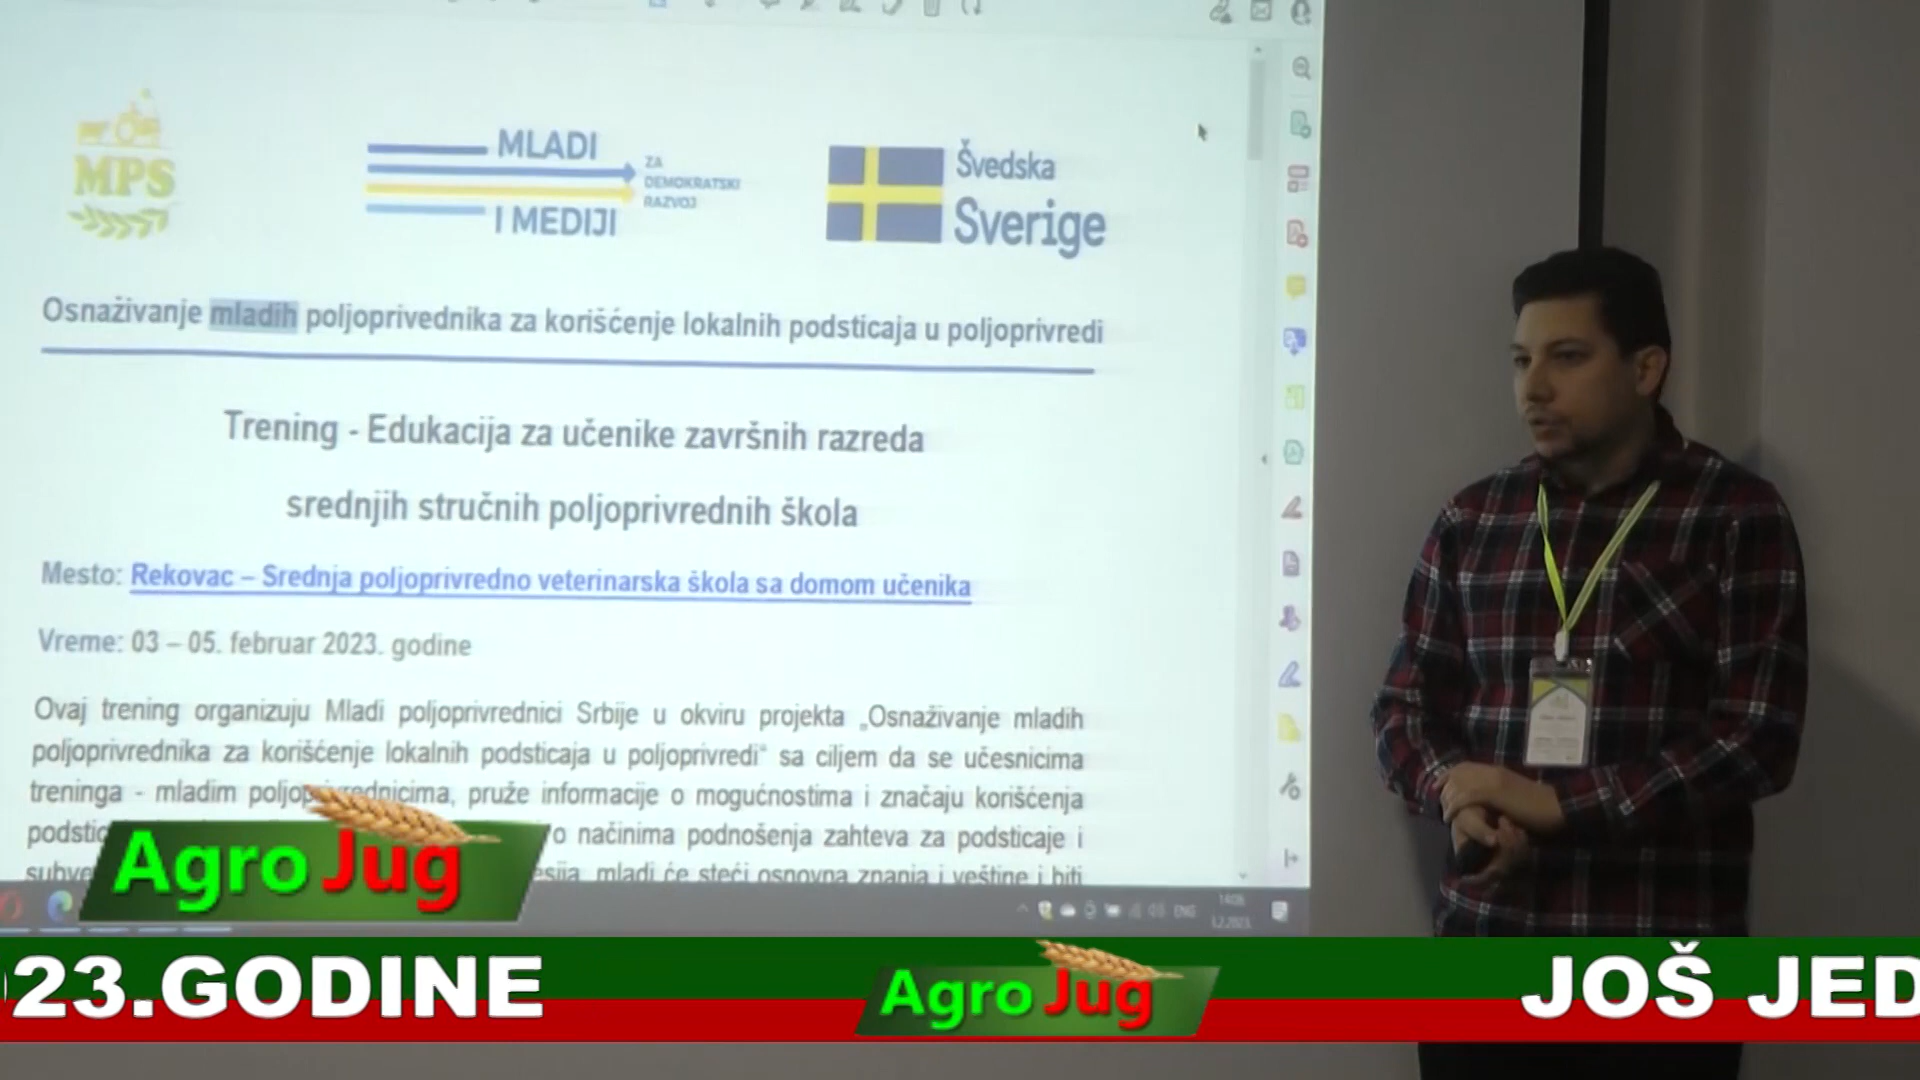 MPS
MLADI
I MEDIJI
ZA
DEMOKRATSKI
RAZVOJ
Švedska
Sverige
Osnaživanje mladih poljoprivednika za korišćenje lokalnih podsticaja u poljoprivredi
Trening - Edukacija za učenike završnih razreda
srednjih stručnih poljoprivrednih škola
Mesto: Rekovac – Srednja poljoprivredno veterinarska škola sa domom učenika
Vreme: 03 – 05. februar 2023. godine
Ovaj trening organizuju Mladi poljoprivrednici Srbije u okviru projekta „Osnaživanje mladih
poljoprivrednika za korišćenje lokalnih podsticaja u poljoprivredi“ sa ciljem da se učesnicima
treninga - mladim poljoprivrednicima, pruže informacije o mogućnostima i značaju korišćenja
o načinima podnošenja zahteva za podsticaje i
mladi će steći osnovna znanja i veštine i biti
Agro Jug
ENG
23.GODINE
Agro Jug
JOŠ JED